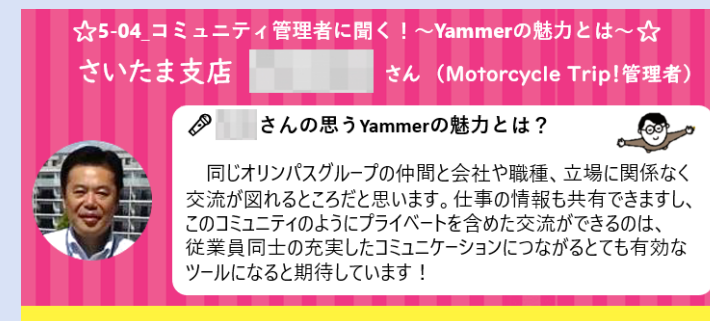 ☆5-04_コミュニティ管理者に聞く！～Yammerの魅力とは～☆
さいたま支店 さん（Motorcycle Trip!管理者）
さんの思うYammerの魅力とは？
同じオリンパスグループの仲間と会社や職種、立場に関係なく
交流が図れるところだと思います。仕事の情報も共有できますし、
このコミュニティのようにプライベートを含めた交流ができるのは、
従業員同士の充実したコミュニケーションにつながるとても有効な
ツールになると期待しています！